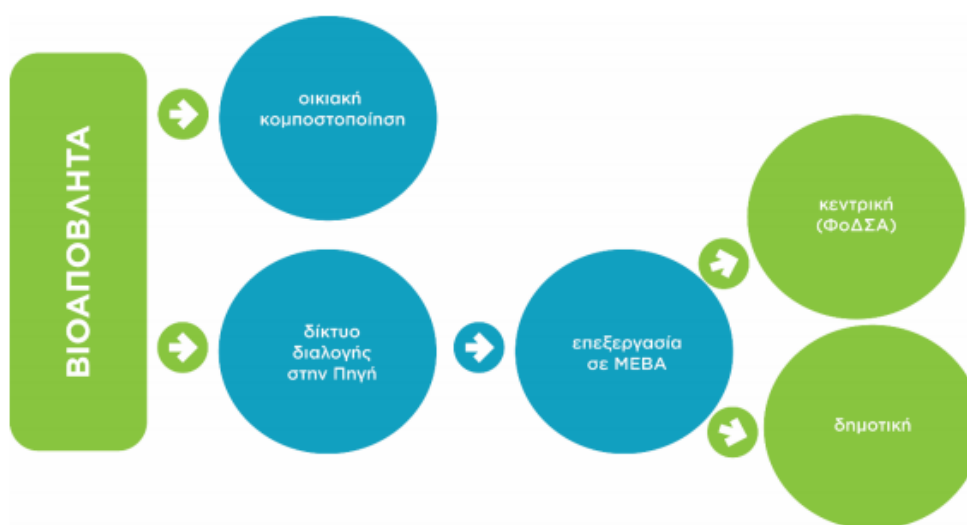 ΒΙΟΑΠΟΒΛΗΤΑ
οικιακή
κομποστοποίηση
δίκτυο
διαλογής
στην Πηγή
επεξεργασία
σε ΜΕΒΑ
κεντρική
(ΦοΔΣΑ)
δημοτική